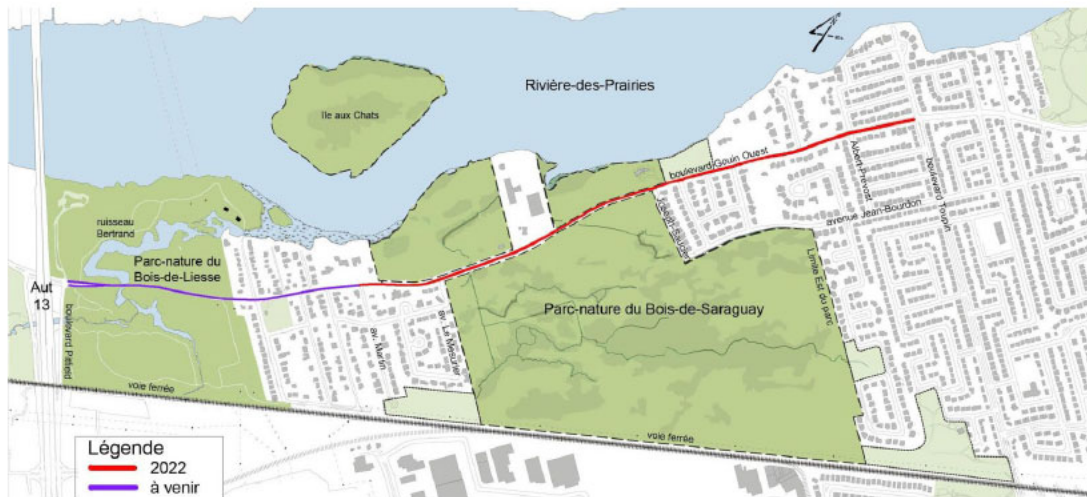 N
Rivière-des-Prairies
île aux Chats
boulevard Gouin Ouest
Albert-Prévost
boulevard Toupin
avenue Jean-Bourdon
Joseph-Saucier
ruisseau
Bertrand
Parc-nature du
Bois-de-Liesse
Aut
13
boulevard Pitfield
av. Martin
av. Le Mesurier
Parc-nature du Bois-de-Saraguay
Limite Est du parc
voie ferrée
voie ferrée
Légende
2022
à venir